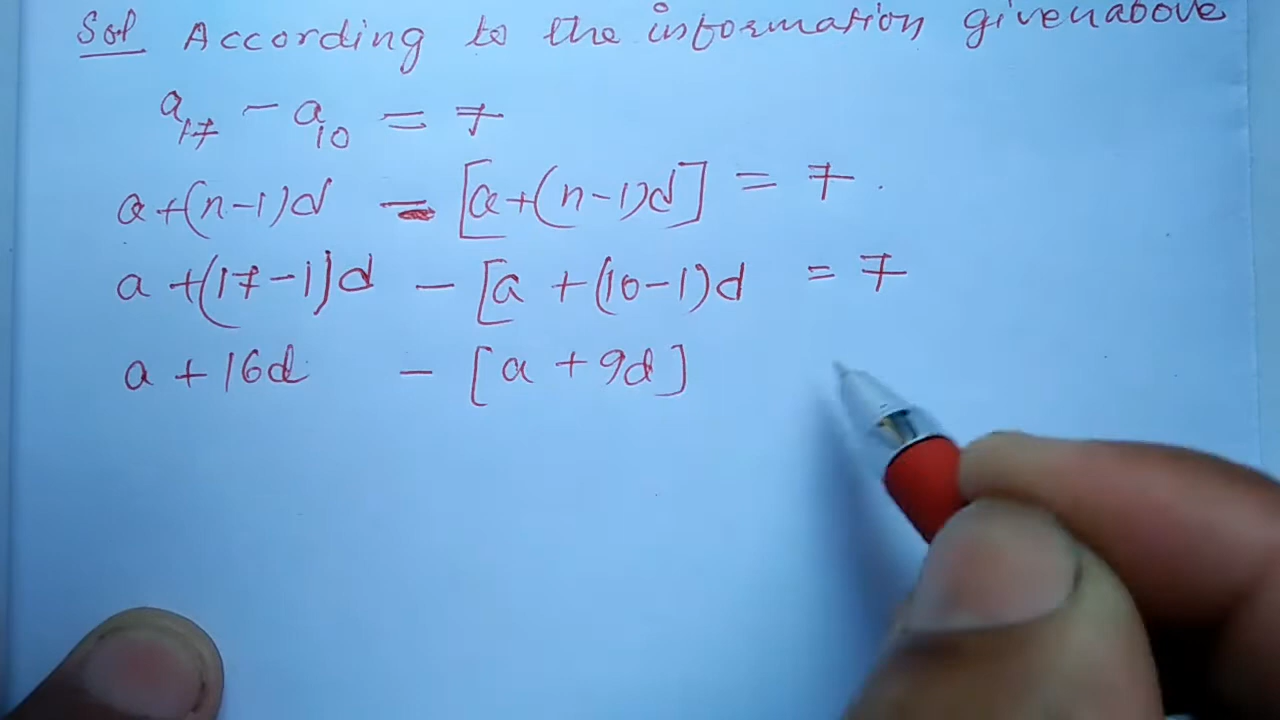 Sol According to the information given above
a17 - a10 = 7
a+(n-1)d - [a+(n-1)d] = 7
a+(17-1)d - [a+(10-1)d = 7
a+16d - [a+9d]